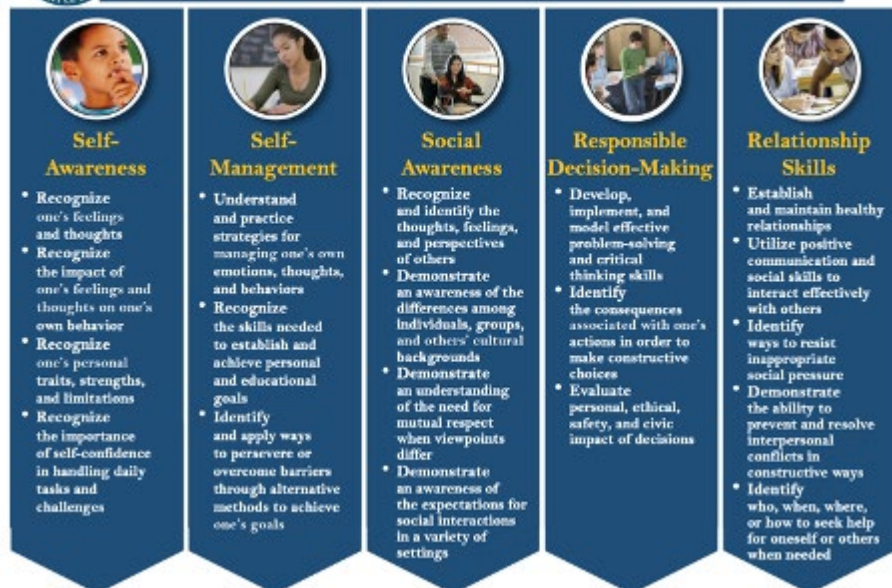 Self-
Awareness
• Recognize
one's feelings
and thoughts
• Recognize
the impact of
one's feelings and
thoughts on one's
own behavior
• Recognize
one's personal
traits, strengths,
and limitations
• Recognize
the importance
of self-confidence
in handling daily
tasks and
challenges
Self-
Management
• Understand
and practice
strategies for
managing one's own
emotions, thoughts,
and behaviors
• Recognize
the skills needed
to establish and
achieve personal
and educational
goals
• Identify
and apply ways
to persevere or
overcome barriers
through alternative
methods to achieve
one's goals
Social
Awareness
• Recognize
and identify the
thoughts, feelings,
and perspectives
of others
• Demonstrate
an awareness of the
differences among
individuals, groups,
and others' cultural
backgrounds
• Demonstrate
an understanding
of the need for
mutual respect
when viewpoints
differ
• Demonstrate
an awareness of
the expectations for
social interactions
in a variety of
settings
Responsible
Decision-Making
• Develop,
implement, and
model effective
problem-solving
and critical
thinking skills
• Identify
the consequences
associated with one's
actions in order to
make constructive
choices
• Evaluate
personal, ethical,
safety, and civic
impact of decisions
Relationship
Skills
• Establish
and maintain healthy
relationships
• Utilize positive
communication and
social skills to
interact effectively
with others
• Identify
ways to resist
inappropriate
social pressure
• Demonstrate
the ability to
prevent and resolve
interpersonal
conflicts in
constructive ways
• Identify
who, when, where,
or how to seek help
for oneself or others
when needed